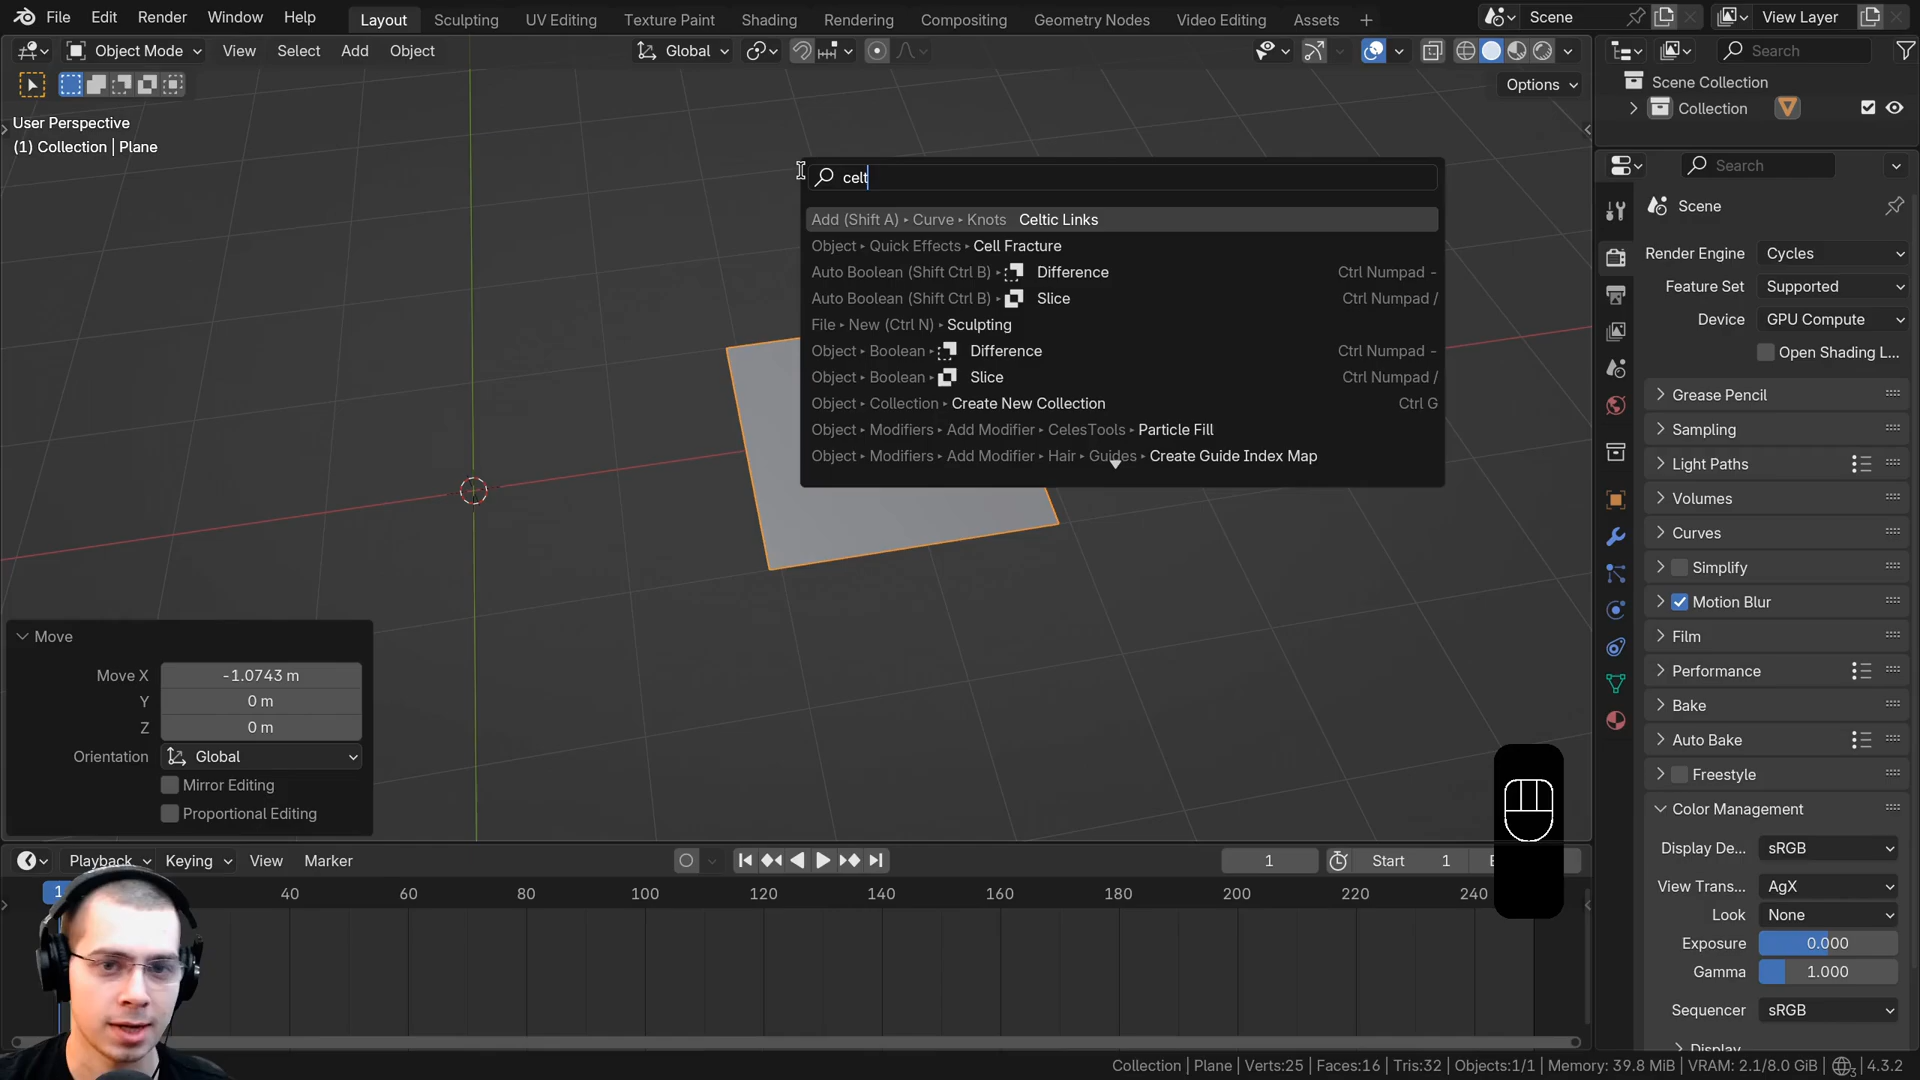 File Edit Render Window Help Layout Sculpting UV Editing Texture Paint Shading Rendering Compositing Geometry Nodes Video Editing Assets + Scene View Layer
Object Mode View Select Add Object Global Search
Options
Scene Collection
Collection
User Perspective
(1) Collection | Plane
celt
Add (Shift A) ▸ Curve ▸ Knots Celtic Links
Object ▸ Quick Effects ▸ Cell Fracture
Auto Boolean (Shift Ctrl B) ▸ Difference Ctrl Numpad -
Auto Boolean (Shift Ctrl B) ▸ Slice Ctrl Numpad /
File ▸ New (Ctrl N) ▸ Sculpting
Object ▸ Boolean ▸ Difference Ctrl Numpad -
Object ▸ Boolean ▸ Slice Ctrl Numpad /
Object ▸ Collection ▸ Create New Collection Ctrl G
Object ▸ Modifiers ▸ Add Modifier ▸ CelesTools ▸ Particle Fill
Object ▸ Modifiers ▸ Add Modifier ▸ Hair ▸ Guides ▸ Create Guide Index Map
Move
Move X -1.0743 m
Y 0 m
Z 0 m
Orientation Global
Mirror Editing
Proportional Editing
Search
Scene
Render Engine Cycles
Feature Set Supported
Device GPU Compute
Open Shading L...
Grease Pencil
Sampling
Light Paths
Volumes
Curves
Simplify
Motion Blur
Film
Performance
Bake
Auto Bake
Freestyle
Color Management
Display De... sRGB
View Trans... AgX
Look None
Exposure 0.000
Gamma 1.000
Sequencer sRGB
Display
Playback Keying View Marker 1 Start 1
1 40 60 80 100 120 140 160 180 200 220 240
Collection | Plane | Verts:25 | Faces:16 | Tris:32 | Objects:1/1 | Memory: 39.8 MiB | VRAM: 2.1/8.0 GiB | 3 4.3.2